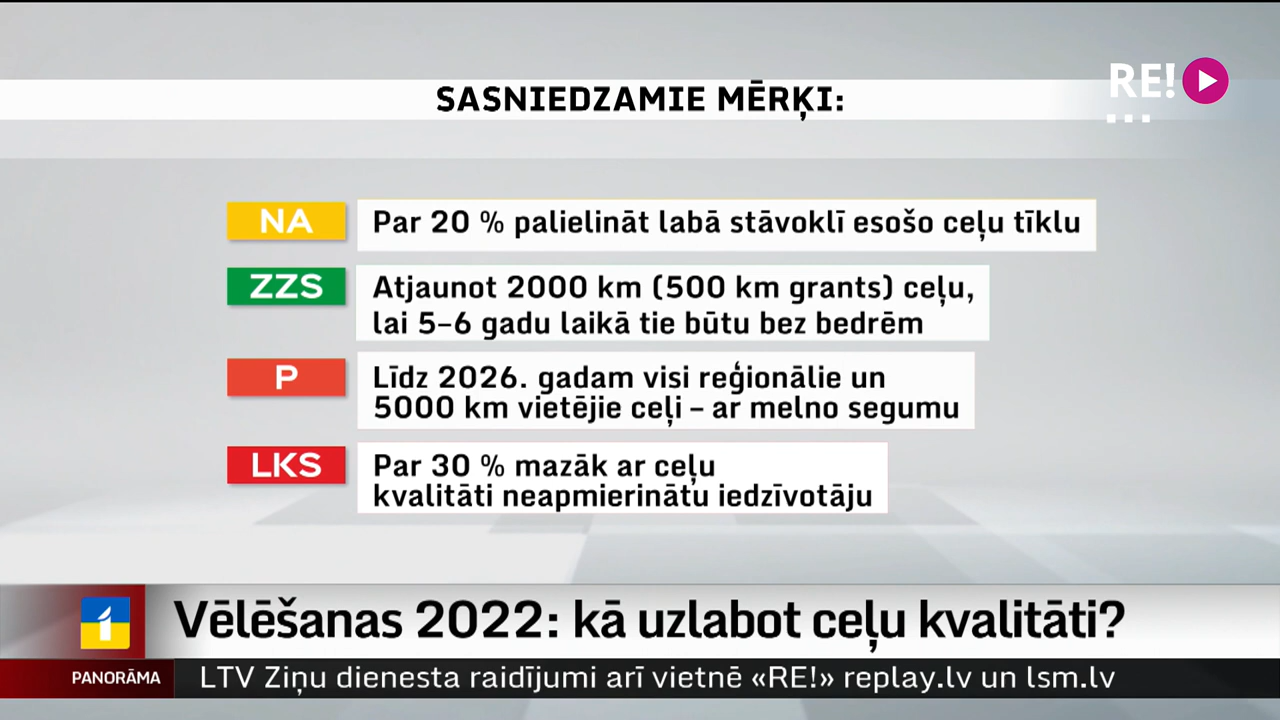 RE!
SASNIEDZAMIE MĒRĶI:
NA
Par 20 % palielināt labā stāvoklī esošo ceļu tīklu
ZZS
Atjaunot 2000 km (500 km grants) ceļu,
lai 5–6 gadu laikā tie būtu bez bedrēm
P
Līdz 2026. gadam visi reģionālie un
5000 km vietējie ceļi – ar melno segumu
LKS
Par 30 % mazāk ar ceļu
kvalitāti neapmierinātu iedzīvotāju
1
Vēlēšanas 2022: kā uzlabot ceļu kvalitāti?
PANORĀMA
LTV Ziņu dienesta raidījumi arī vietnē «RE!» replay.lv un lsm.lv